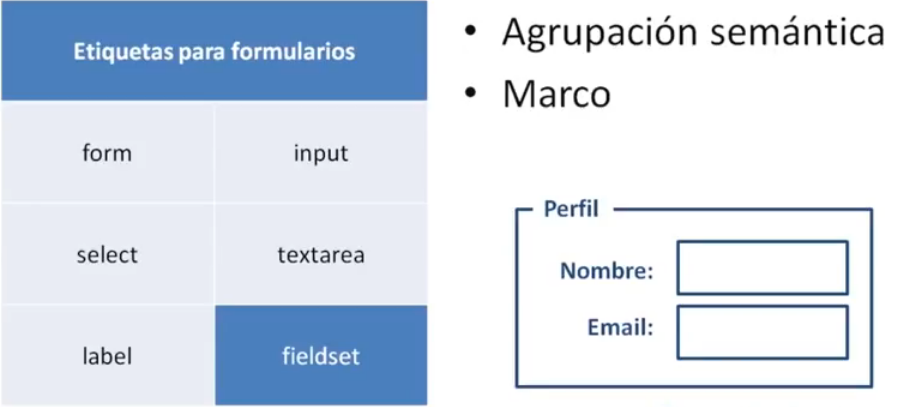 Etiquetas para formularios
form input
select textarea
label fieldset
• Agrupación semántica
• Marco
Perfil
Nombre:
Email: